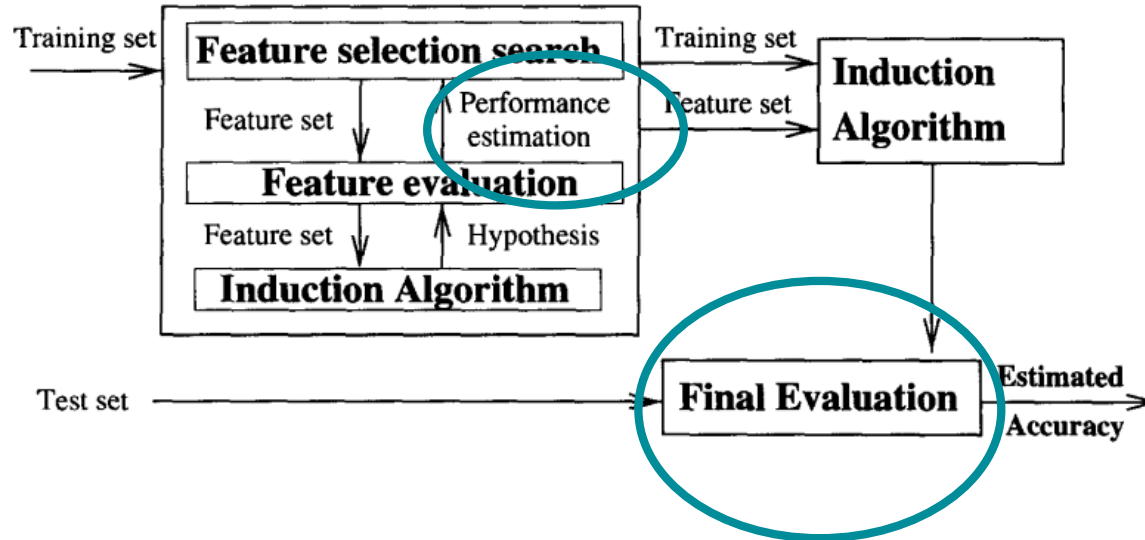 Training set
Feature selection search
Training set
Feature set
Performance
estimation
Feature set
Induction
Algorithm
Feature evaluation
Feature set
Hypothesis
Induction Algorithm
Test set
Final Evaluation
Estimated
Accuracy